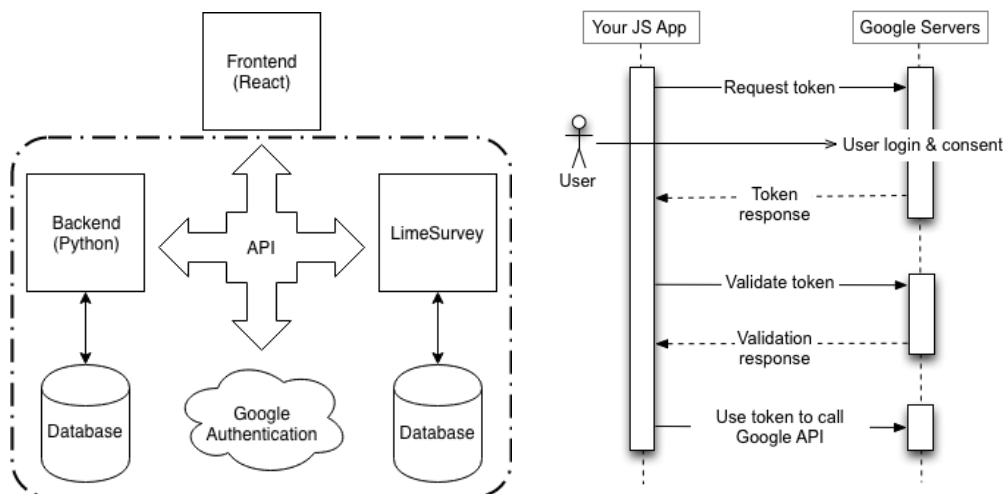 Frontend
(React)
Backend
(Python)
API
LimeSurvey
Database
Google
Authentication
Database
Your JS App
Google Servers
Request token
User login & consent
User
Token
response
Validate token
Validation
response
Use token to call
Google API